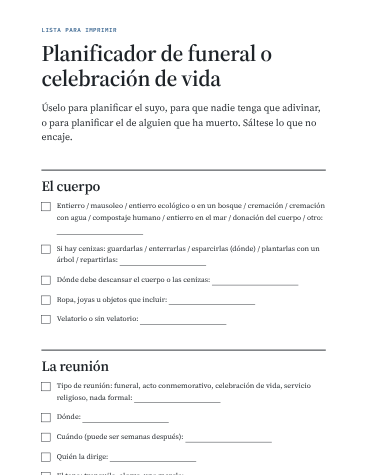 LISTA PARA IMPRIMIR
Planificador de funeral o
celebración de vida
Úselo para planificar el suyo, para que nadie tenga que adivinar,
o para planificar el de alguien que ha muerto. Sáltese lo que no
encaje.
El cuerpo
Entierro / mausoleo / entierro ecológico o en un bosque / cremación / cremación
con agua / compostaje humano / entierro en el mar / donación del cuerpo / otro:
Si hay cenizas: guardarlas / enterrarlas / esparcirlas (dónde) / plantarlas con un
árbol / repartirlas:
Dónde debe descansar el cuerpo o las cenizas:
Ropa, joyas u objetos que incluir:
Velatorio o sin velatorio:
La reunión
Tipo de reunión: funeral, acto conmemorativo, celebración de vida, servicio
religioso, nada formal:
Dónde:
Cuándo (puede ser semanas después):
Quién la dirige: